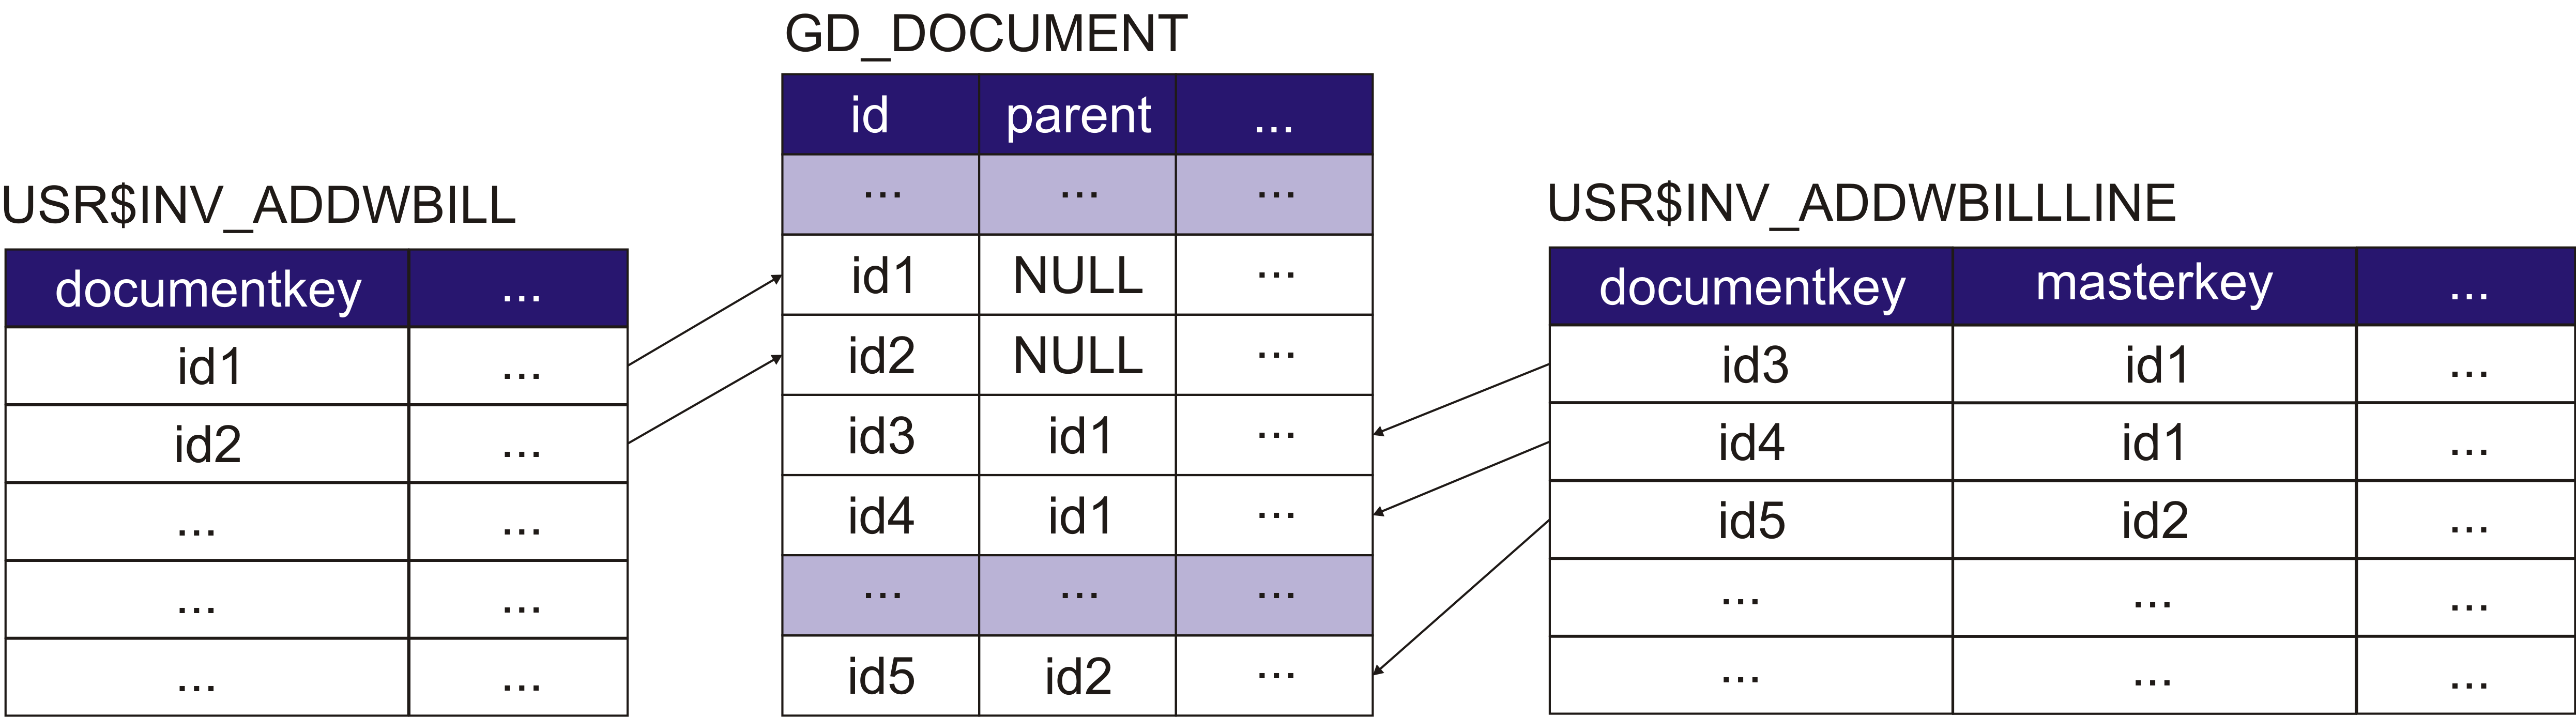 GD_DOCUMENT
id parent ...
... ... ...
id1 NULL ...
id2 NULL ...
id3 id1 ...
id4 id1 ...
... ... ...
id5 id2 ...
USR$INV_ADDWBILL
documentkey ...
id1 ...
id2 ...
... ...
... ...
... ...
USR$INV_ADDWBILLLINE
documentkey masterkey ...
id3 id1 ...
id4 id1 ...
id5 id2 ...
... ... ...
... ... ...